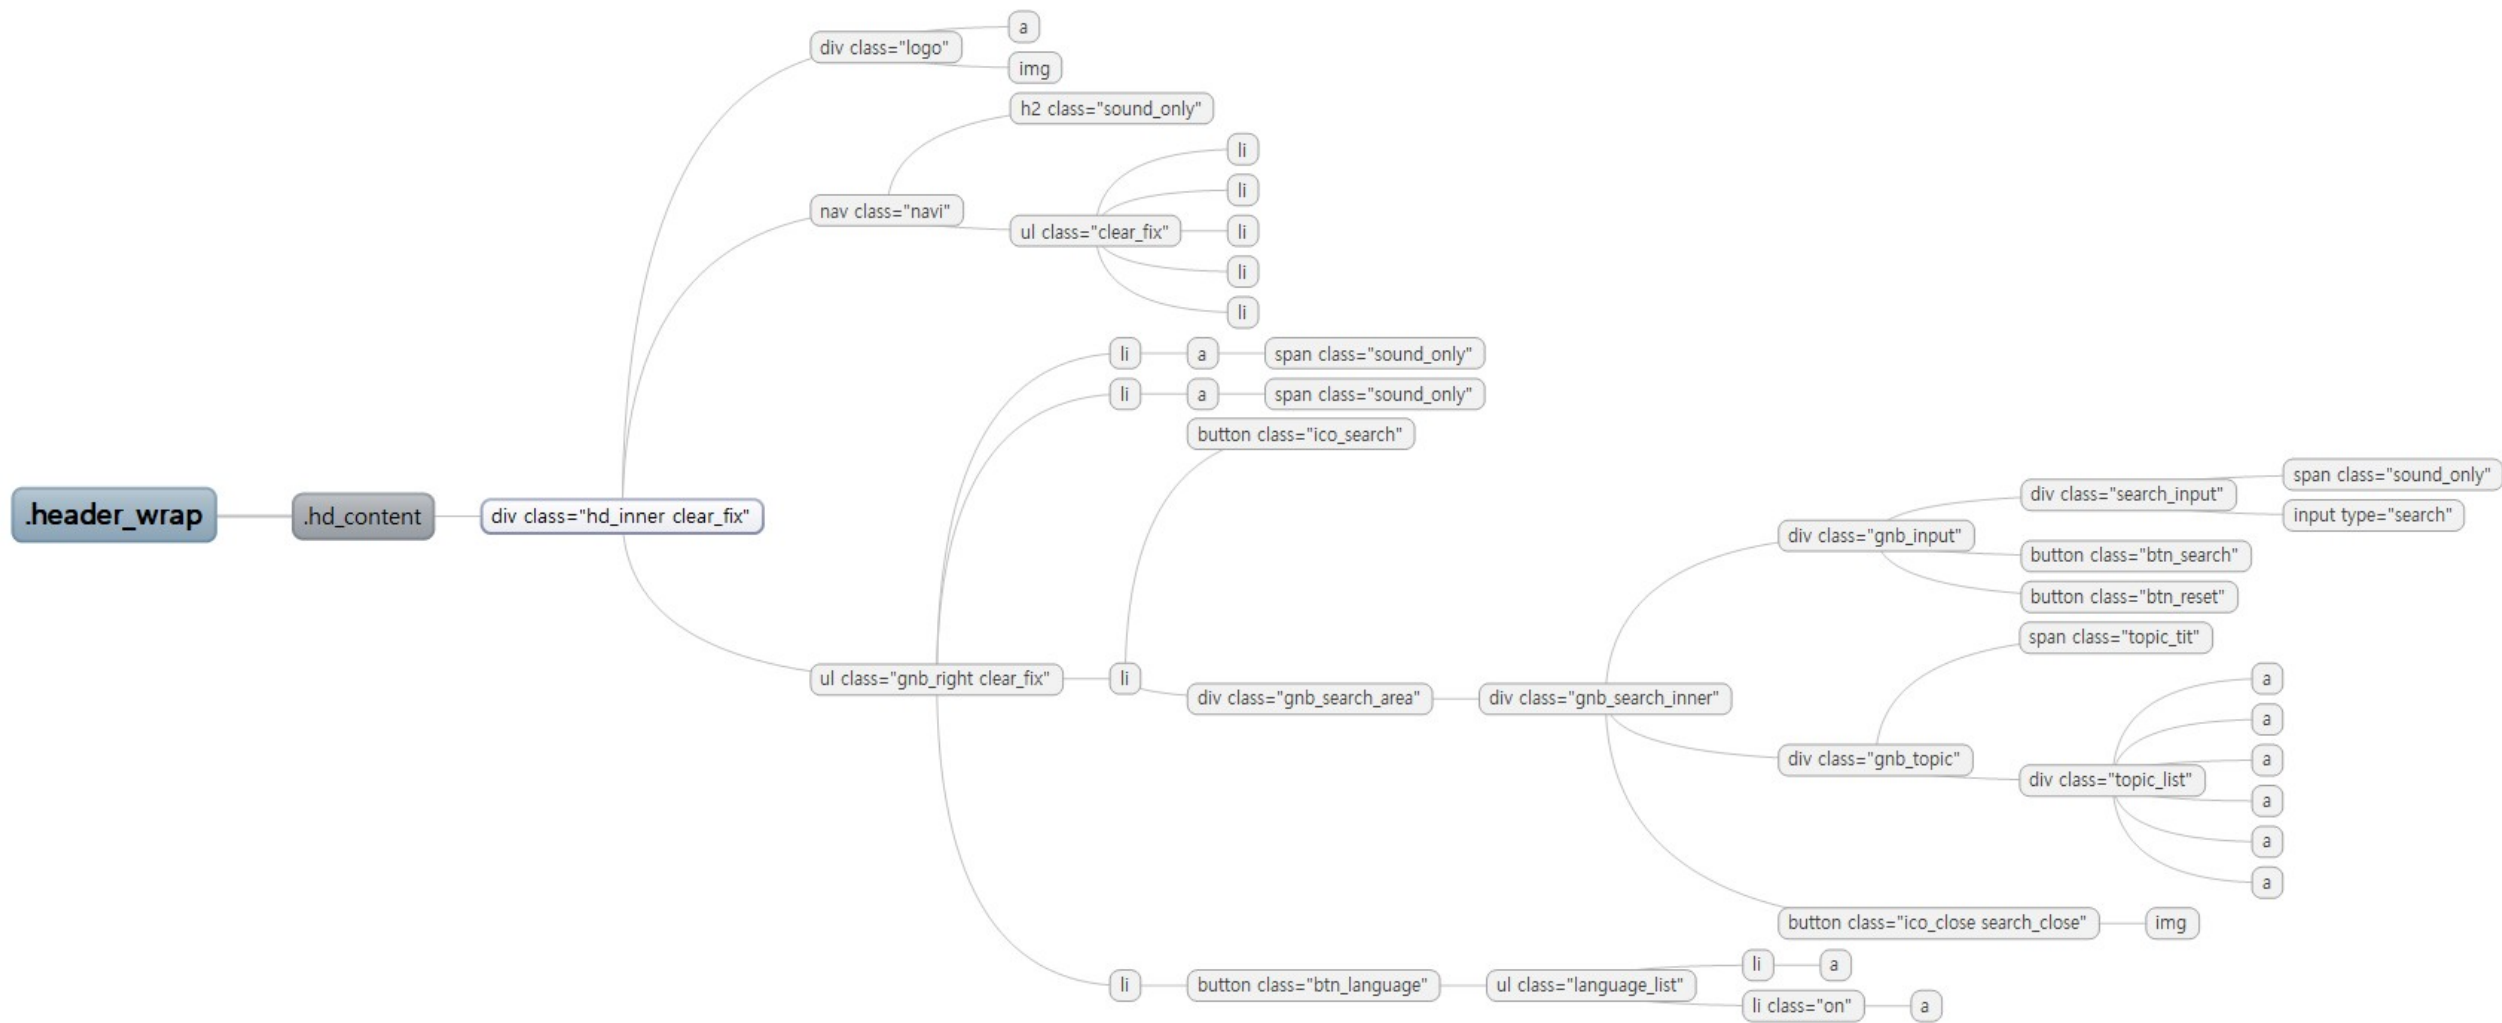 a
div class="logo"
img
h2 class="sound_only"
li
li
nav class="navi"
ul class="clear_fix"
li
li
li
li a span class="sound_only"
li a span class="sound_only"
button class="ico_search"
span class="sound_only"
div class="search_input"
.header_wrap .hd_content div class="hd_inner clear_fix"
input type="search"
div class="gnb_input"
button class="btn_search"
button class="btn_reset"
span class="topic_tit"
ul class="gnb_right clear_fix" li
a
div class="gnb_search_area" div class="gnb_search_inner"
a
div class="gnb_topic"
a
div class="topic_list"
a
a
a
button class="ico_close search_close" img
li a
li button class="btn_language" ul class="language_list"
li class="on" a